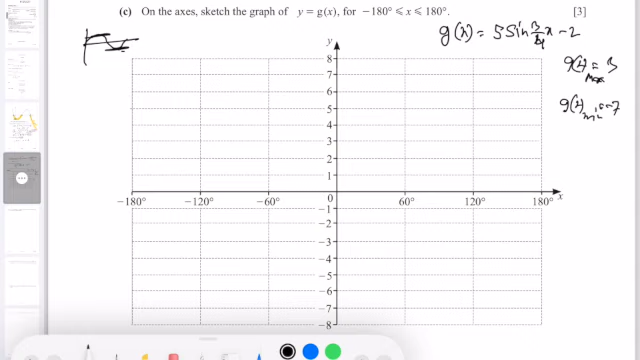 (c) On the axes, sketch the graph of y = g(x), for −180° ⩽ x ⩽ 180°. [3]
g(x) = 5 Sin x −2
g(x) = 3
max
g(x) = −7
min
y
8
7
6
5
4
3
2
1
−180° −120° −60° 0 60° 120° 180° x
−1
−2
−3
−4
−5
−6
−7
−8